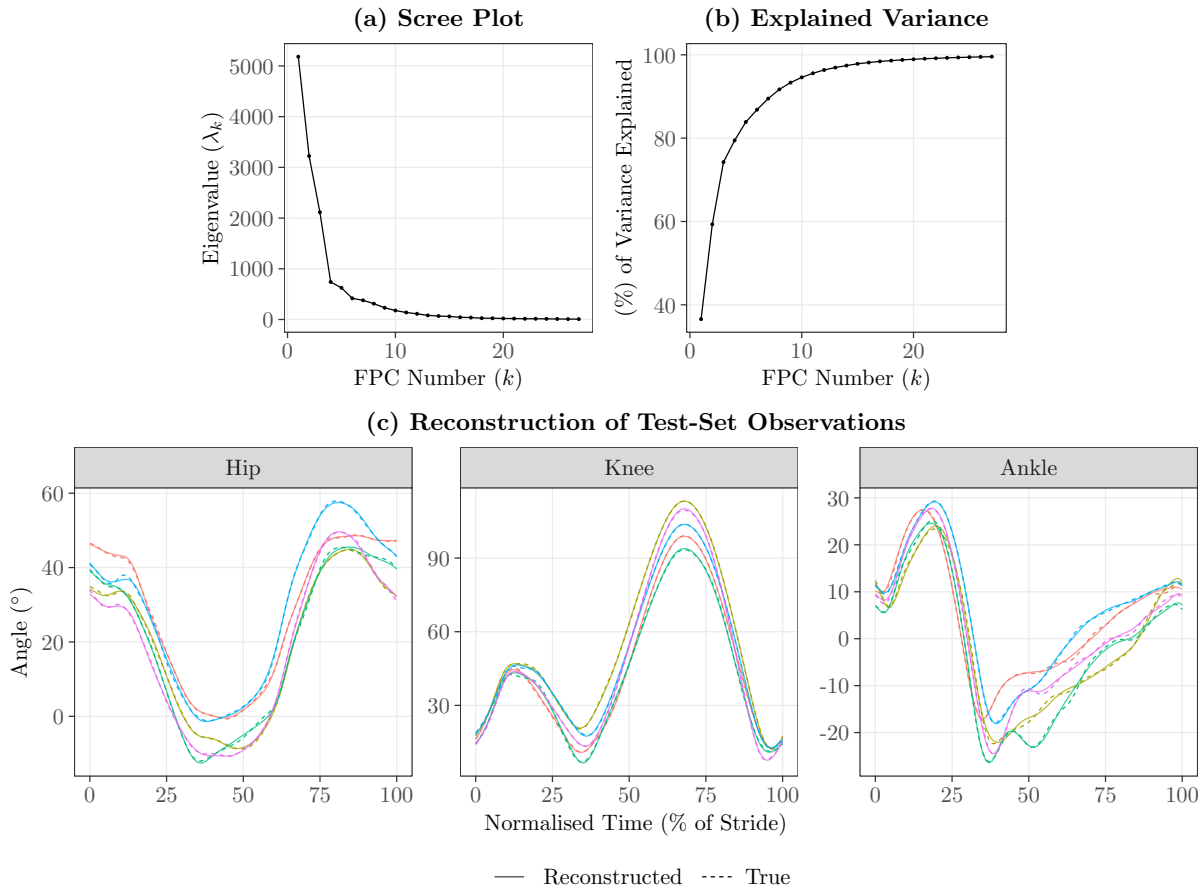 (a) Scree Plot
(b) Explained Variance
Eigenvalue (λk)
5000
4000
3000
2000
1000
0
0 10 20
FPC Number (k)
(%) of Variance Explained
100
80
60
40
0 10 20
FPC Number (k)
(c) Reconstruction of Test-Set Observations
Hip
Knee
Ankle
Angle (°)
60
40
20
0
0 25 50 75 100
90
60
30
0 25 50 75 100
30
20
10
0
-10
-20
0 25 50 75 100
Normalised Time (% of Stride)
Reconstructed
True